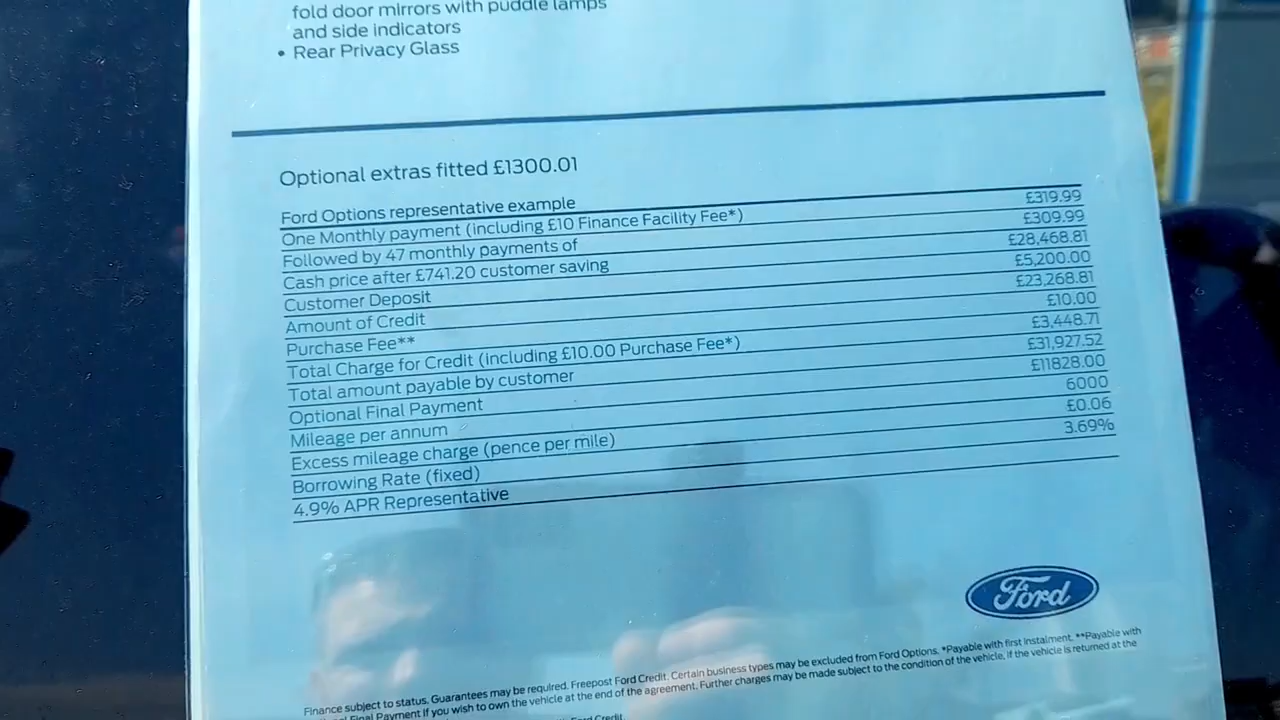 fold door mirrors with puddle lamps
and side indicators
• Rear Privacy Glass
Optional extras fitted £1300.01
Ford Options representative example
One Monthly payment (including £10 Finance Facility Fee*) £319.99
Followed by 47 monthly payments of £309.99
Cash price after £741.20 customer saving £28,468.81
Customer Deposit £5,200.00
Amount of Credit £23,268.81
Purchase Fee** £10.00
Total Charge for Credit (including £10.00 Purchase Fee*) £3,448.71
Total amount payable by customer £31,927.52
Optional Final Payment £11828.00
Mileage per annum 6000
Excess mileage charge (pence per mile) £0.06
Borrowing Rate (fixed) 3.69%
4.9% APR Representative
Ford
Finance subject to status. Guarantees may be required. Freepost Ford Credit. Certain business types may be excluded from Ford Options. *Payable with first instalment. **Payable with
Final Payment if you wish to own the vehicle at the end of the agreement. Further charges may be made subject to the condition of the vehicle, if the vehicle is returned at the
Ford Credit.